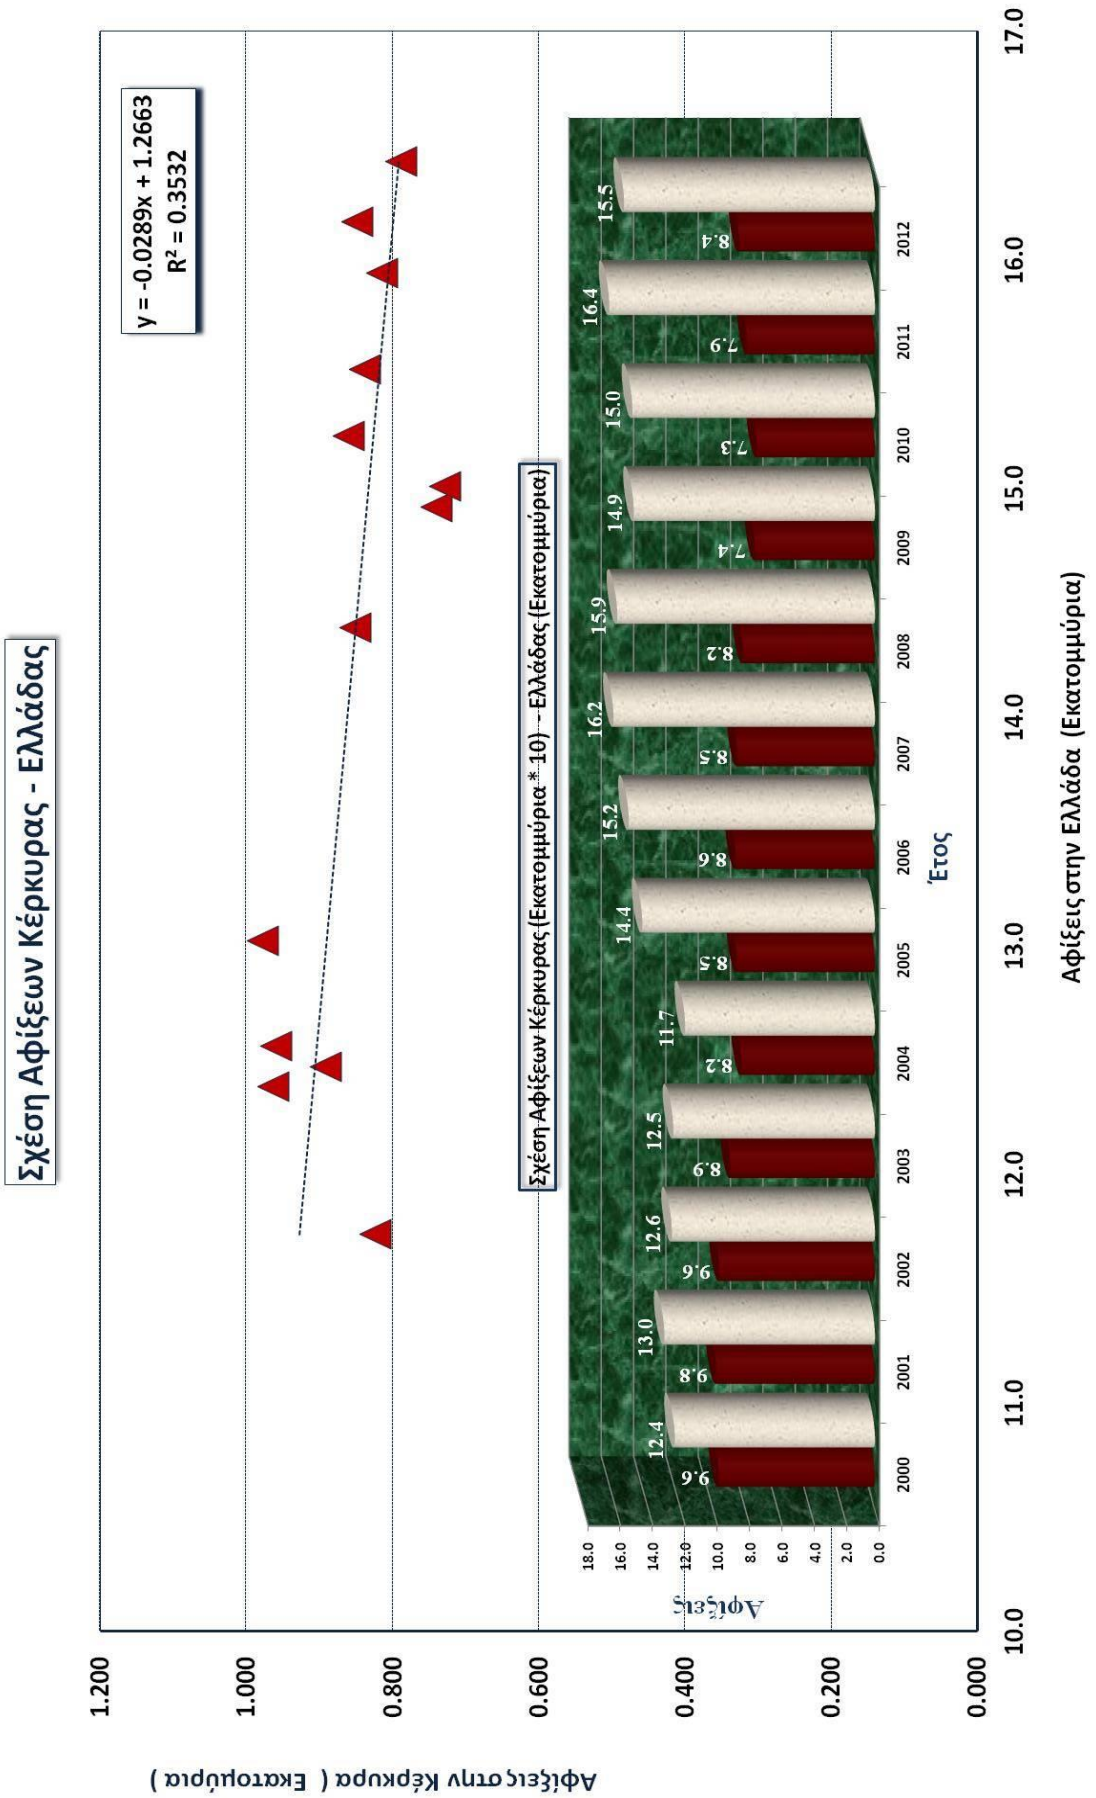 Σχέση Αφίξεων Κέρκυρας - Ελλάδας
y = -0.0289x + 1.2663
R² = 0.3532
1.200
1.000
0.800
0.600
0.400
0.200
0.000
Αφίξεις στην Κέρκυρα ( Εκατομύρια )
10.0 11.0 12.0 13.0 14.0 15.0 16.0 17.0
Αφίξεις στην Ελλάδα (Εκατομμύρια)
Σχέση Αφίξεων Κέρκυρας (Εκατομμύρια * 10) - Ελλάδας (Εκατομμύρια)
18.0
16.0
14.0
12.0
10.0
8.0
6.0
4.0
2.0
0.0
Αφίξεις
12.4 13.0 12.6 12.5 11.7 14.4 15.2 16.2 15.9 14.9 15.0 16.4 15.5
9.6 9.8 9.6 8.9 8.2 8.5 8.6 8.5 8.2 7.4 7.3 7.9 8.4
2000 2001 2002 2003 2004 2005 2006 2007 2008 2009 2010 2011 2012
Έτος